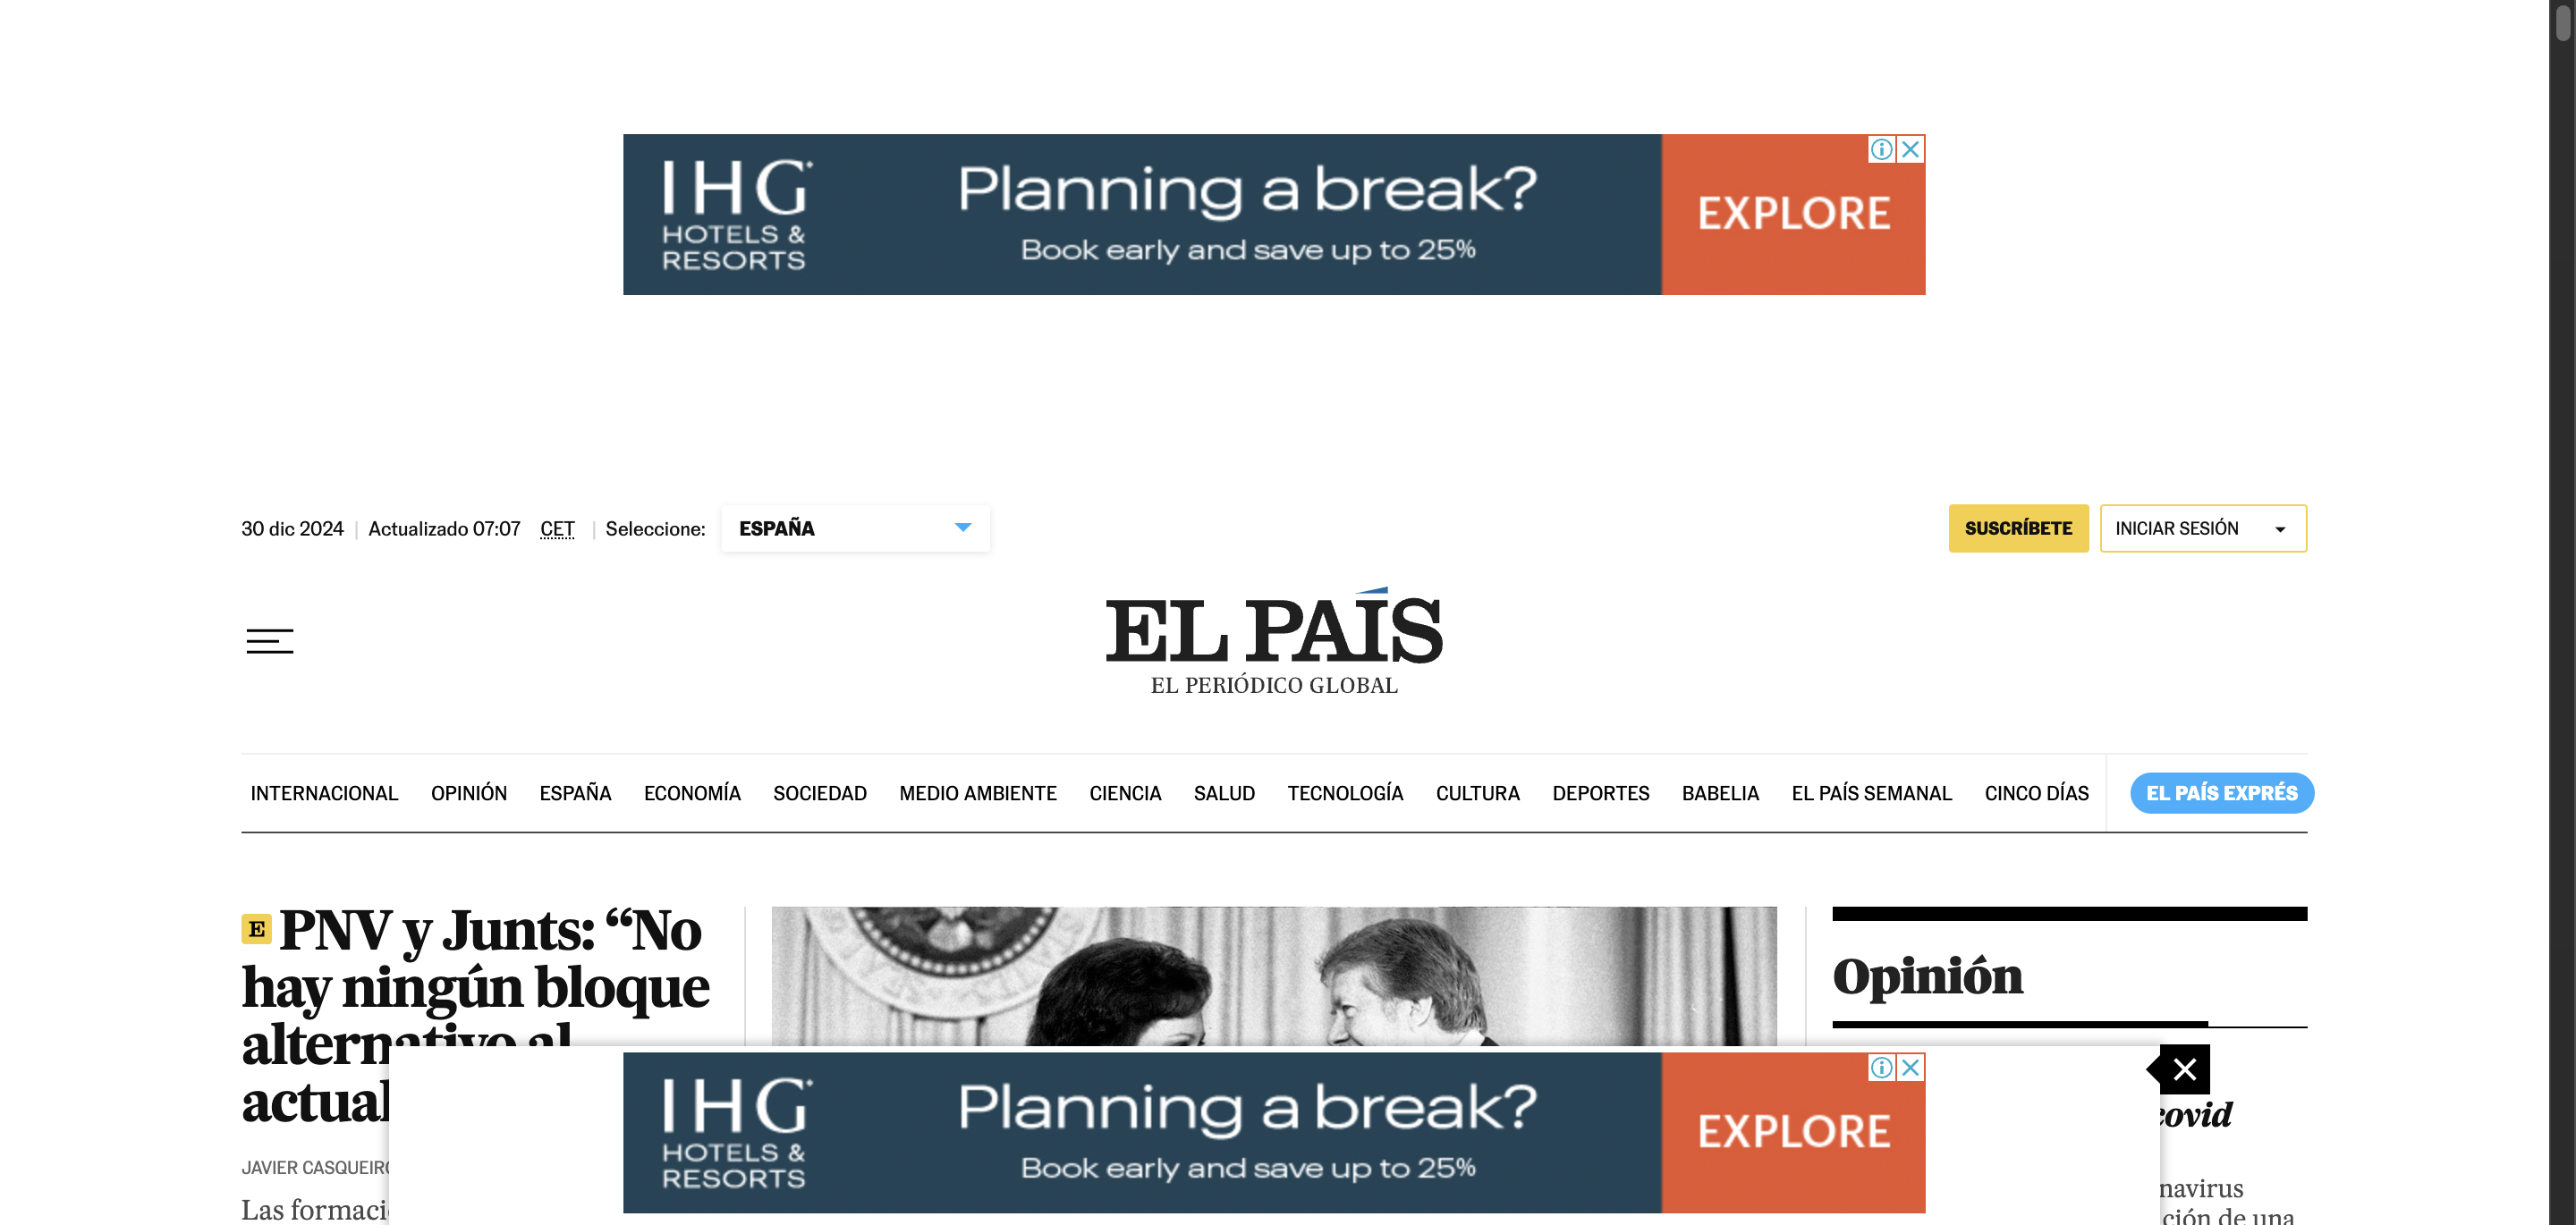 IHG
HOTELS &
RESORTS
Planning a break?
Book early and save up to 25%
EXPLORE
30 dic 2024 | Actualizado 07:07 CET | Seleccione: ESPAÑA
SUSCRÍBETE
INICIAR SESIÓN
EL PAÍS
EL PERIÓDICO GLOBAL
INTERNACIONAL OPINIÓN ESPAÑA ECONOMÍA SOCIEDAD MEDIO AMBIENTE CIENCIA SALUD TECNOLOGÍA CULTURA DEPORTES BABELIA EL PAÍS SEMANAL CINCO DÍAS EL PAÍS EXPRÉS
E PNV y Junts: “No
hay ningún bloque
alternativo al
actual
JAVIER CASQUEIRO
Las formaci
Opinión
covid
navirus
ción de una
IHG
HOTELS &
RESORTS
Planning a break?
Book early and save up to 25%
EXPLORE